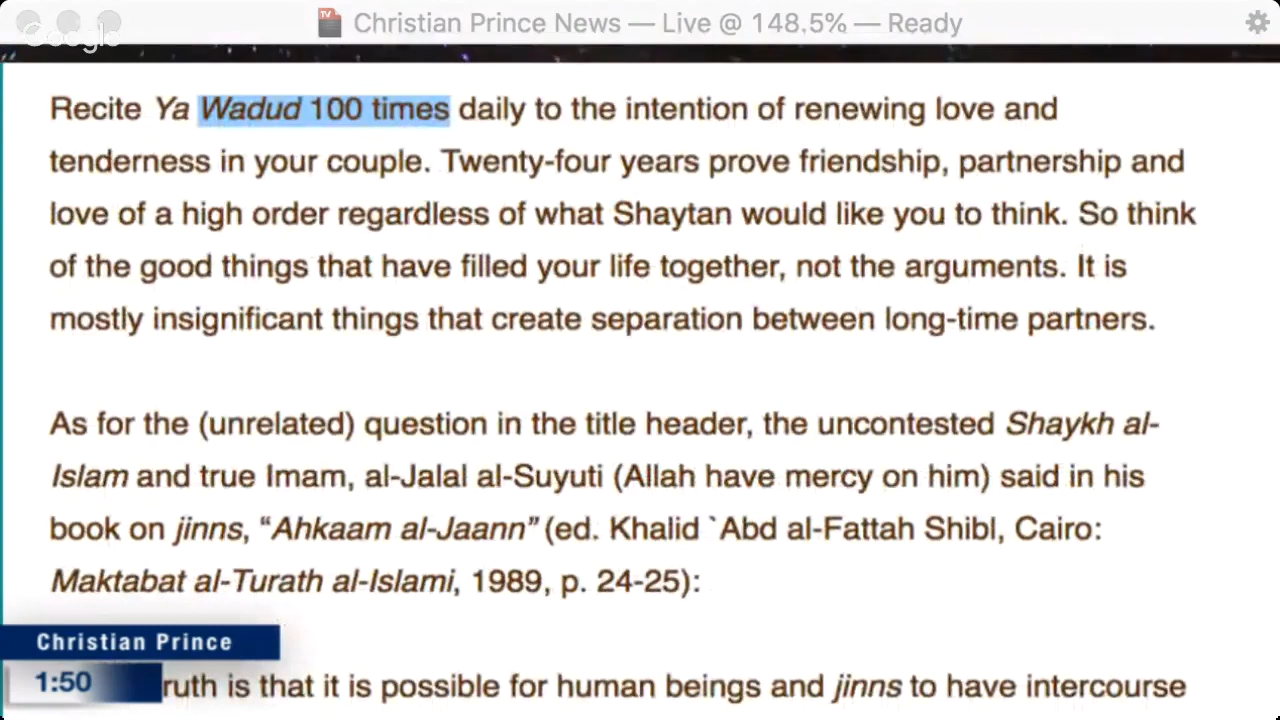 TV
Christian Prince News — Live @ 148.5% — Ready
Google
Recite Ya Wadud 100 times daily to the intention of renewing love and
tenderness in your couple. Twenty-four years prove friendship, partnership and
love of a high order regardless of what Shaytan would like you to think. So think
of the good things that have filled your life together, not the arguments. It is
mostly insignificant things that create separation between long-time partners.
As for the (unrelated) question in the title header, the uncontested Shaykh al-
Islam and true Imam, al-Jalal al-Suyuti (Allah have mercy on him) said in his
book on jinns, “Ahkaam al-Jaann” (ed. Khalid `Abd al-Fattah Shibl, Cairo:
Maktabat al-Turath al-Islami, 1989, p. 24-25):
Christian Prince
1:50
ruth is that it is possible for human beings and jinns to have intercourse